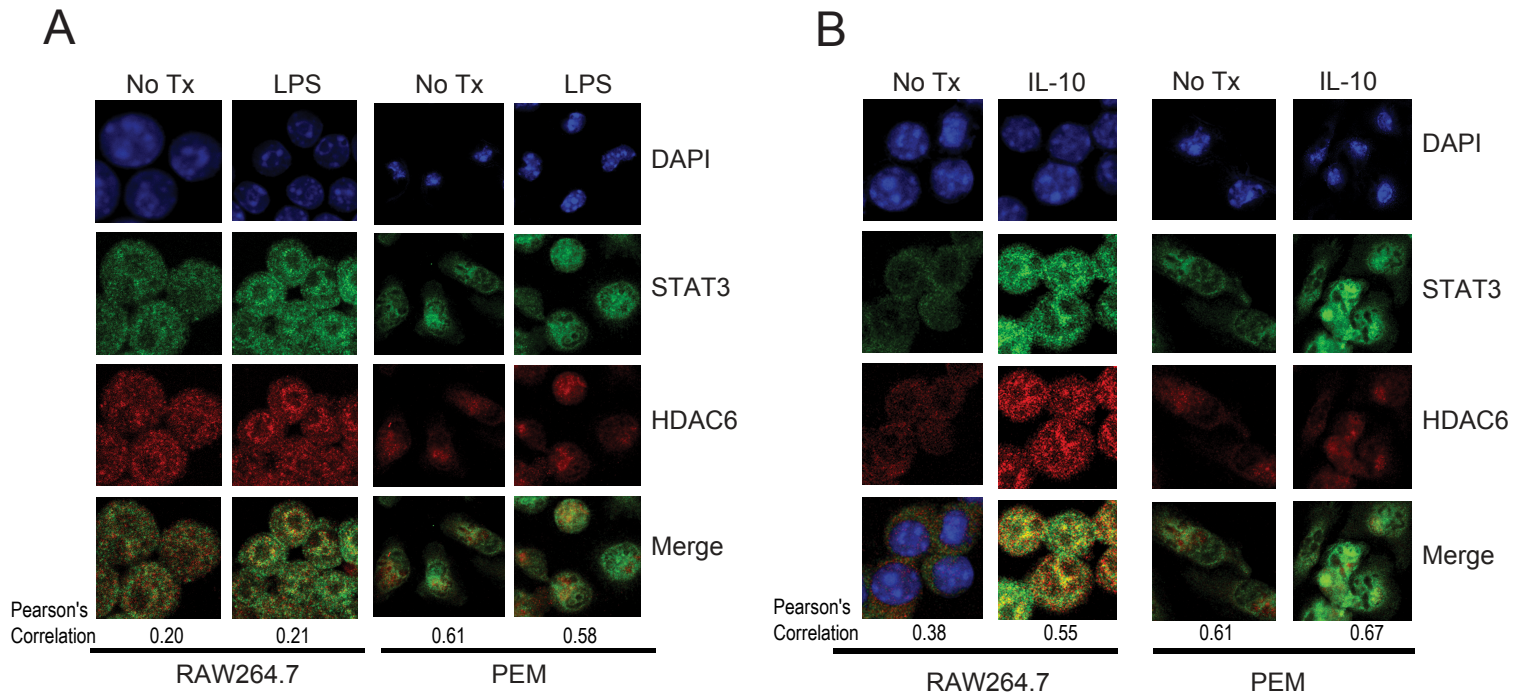 A
No Tx LPS No Tx LPS
DAPI
STAT3
HDAC6
Merge
Pearson's
Correlation 0.20 0.21 0.61 0.58
RAW264.7 PEM
B
No Tx IL-10 No Tx IL-10
DAPI
STAT3
HDAC6
Merge
Pearson's
Correlation 0.38 0.55 0.61 0.67
RAW264.7 PEM